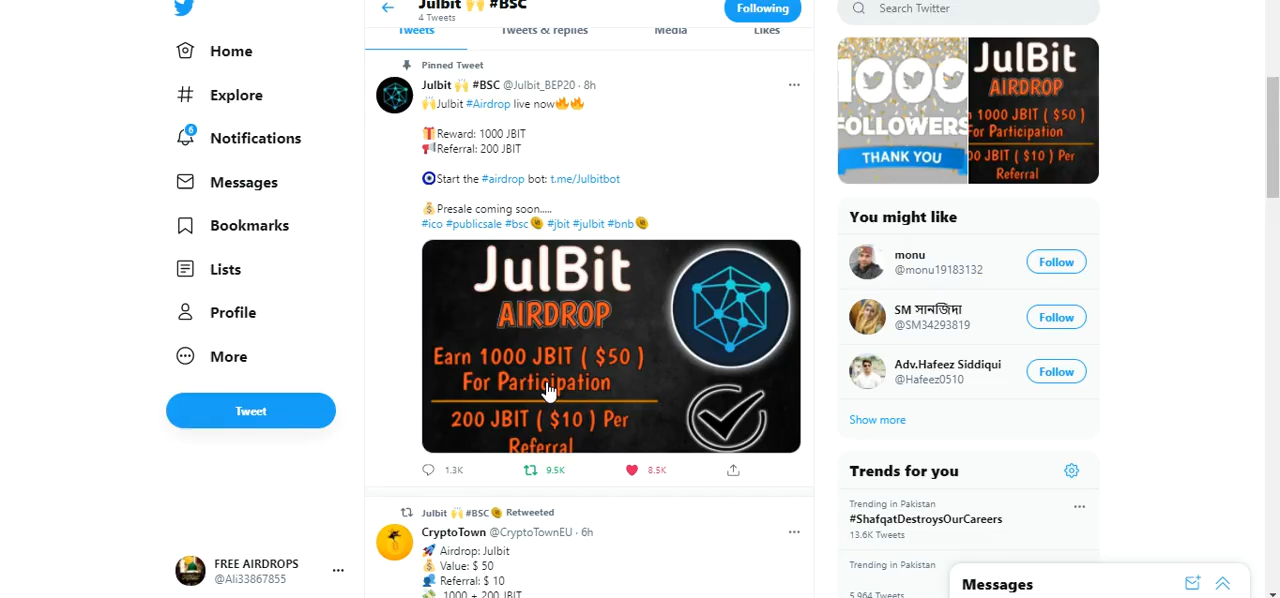 Home
Explore
6
Notifications
Messages
Bookmarks
Lists
Profile
More
Tweet
FREE AIRDROPS
@Ali33867855
Julbit 🙌 #BSC
4 Tweets
Following
Tweets
Tweets & replies
Media
Likes
Pinned Tweet
Julbit 🙌 #BSC @Julbit_BEP20 · 8h
🙌Julbit #Airdrop live now🔥🔥
🎁Reward: 1000 JBIT
📢Referral: 200 JBIT
🧿Start the #airdrop bot: t.me/Julbitbot
💰Presale coming soon.....
#ico #publicsale #bsc #jbit #julbit #bnb
JulBit
AIRDROP
Earn 1000 JBIT ( $50 )
For Participation
200 JBIT ( $10 ) Per
Referral
1.3K
9.5K
8.5K
Julbit 🙌 #BSC Retweeted
CryptoTown @CryptoTownEU · 6h
🚀 Airdrop: Julbit
💰 Value: $ 50
👥 Referral: $ 10
1000 + 200 JBIT
Search Twitter
FOLLOWERS
THANK YOU
JulBit
AIRDROP
1000 JBIT ( $50 )
For Participation
00 JBIT ( $10 ) Per
Referral
You might like
monu
@monu19183132
Follow
SM সানজিদা
@SM34293819
Follow
Adv.Hafeez Siddiqui
@Hafeez0510
Follow
Show more
Trends for you
Trending in Pakistan
#ShafqatDestroysOurCareers
13.6K Tweets
Trending in Pakistan
5,964 Tweets
Messages